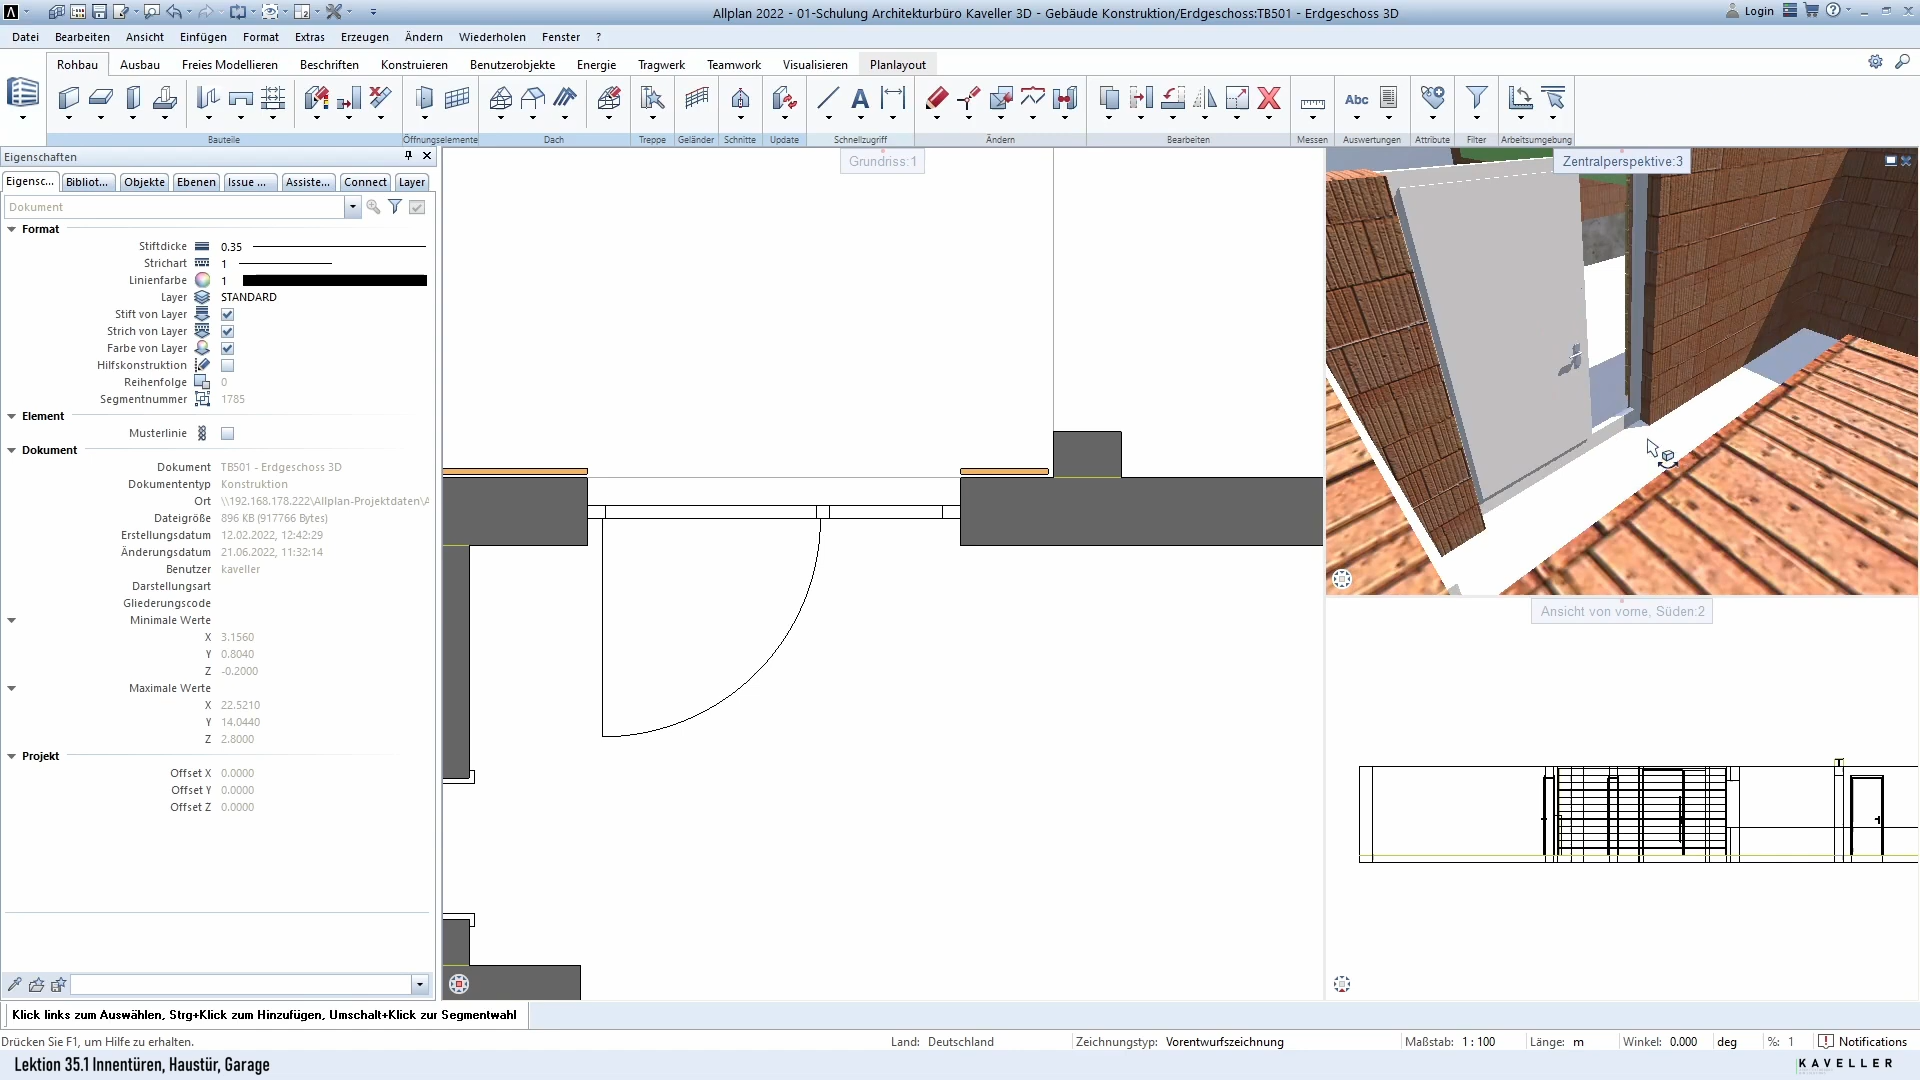 Allplan 2022 - 01-Schulung Architekturbüro Kaveller 3D - Gebäude Konstruktion/Erdgeschoss:TB501 - Erdgeschoss 3D
Login
Datei Bearbeiten Ansicht Einfügen Format Extras Erzeugen Ändern Wiederholen Fenster ?
Rohbau Ausbau Freies Modellieren Beschriften Konstruieren Benutzerobjekte Energie Tragwerk Teamwork Visualisieren Planlayout
Abc
Bauteile Öffnungselemente Dach Treppe Geländer Schnitte Update Schnellzugriff Ändern Bearbeiten Messen Auswertungen Attribute Filter Arbeitsumgebung
Eigenschaften
Eigensc... Bibliot... Objekte Ebenen Issue ... Assiste... Connect Layer
Dokument
Format
Stiftdicke 0.35
Strichart 1
Linienfarbe 1
Layer STANDARD
Stift von Layer
Strich von Layer
Farbe von Layer
Hilfskonstruktion
Reihenfolge 0
Segmentnummer 1785
Element
Musterlinie
Dokument
Dokument TB501 - Erdgeschoss 3D
Dokumententyp Konstruktion
Ort \\192.168.178.222\Allplan-Projektdaten\A
Dateigröße 896 KB (917766 Bytes)
Erstellungsdatum 12.02.2022, 12:42:29
Änderungsdatum 21.06.2022, 11:32:14
Benutzer kaveller
Darstellungsart
Gliederungscode
Minimale Werte
X 3.1560
Y 0.8040
Z -0.2000
Maximale Werte
X 22.5210
Y 14.0440
Z 2.8000
Projekt
Offset X 0.0000
Offset Y 0.0000
Offset Z 0.0000
Grundriss:1
Zentralperspektive:3
Ansicht von vorne, Süden:2
Klick links zum Auswählen, Strg+Klick zum Hinzufügen, Umschalt+Klick zur Segmentwahl
Drücken Sie F1, um Hilfe zu erhalten.
Land: Deutschland Zeichnungstyp: Vorentwurfszeichnung Maßstab: 1 : 100 Länge: m Winkel: 0.000 deg %: 1 Notifications
Lektion 35.1 Innentüren, Haustür, Garage
KAVELLER